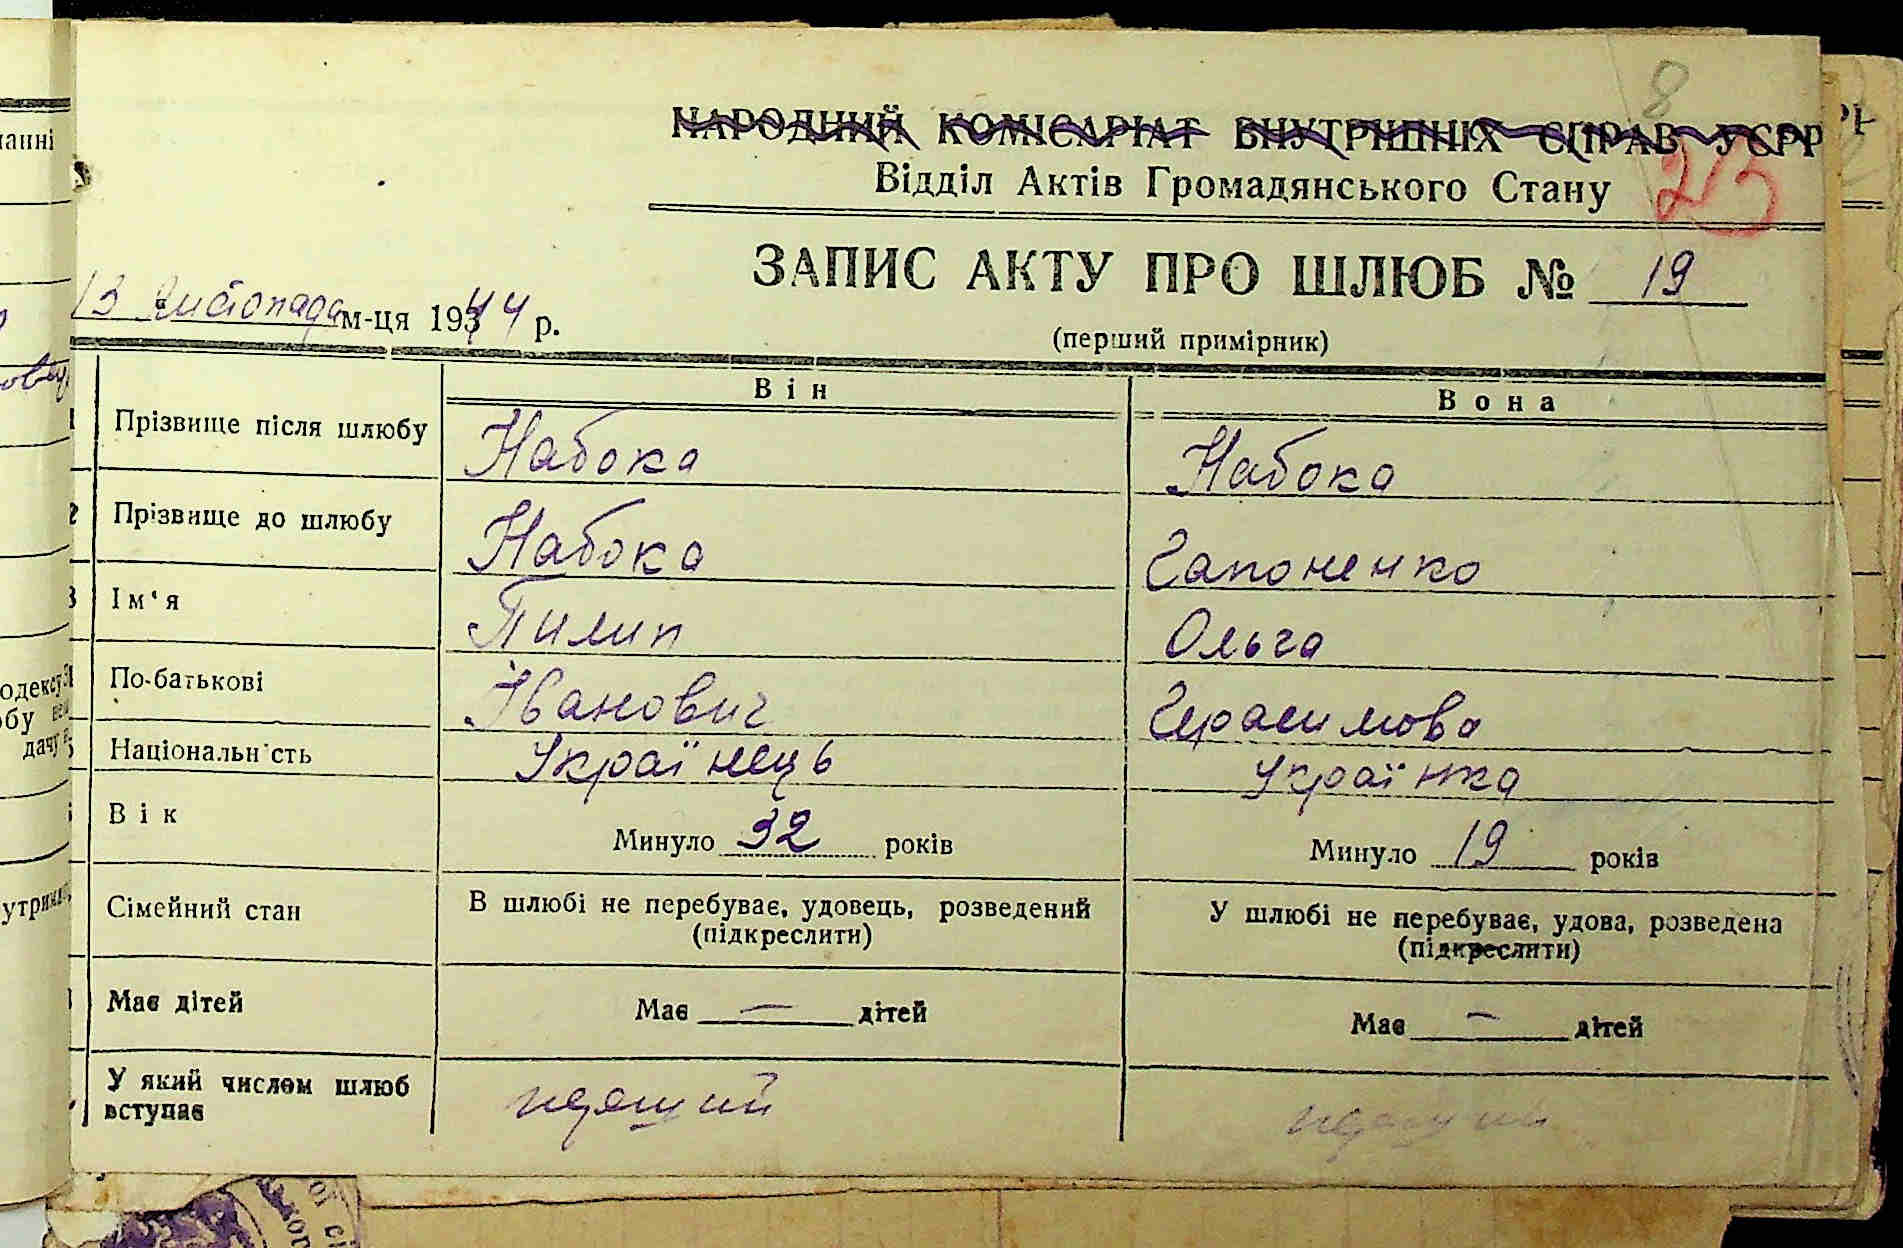 8
НАРОДНИЙ КОМІСАРІАТ ВНУТРІШНІХ СПРАВ УСРР
Відділ Актів Громадянського Стану 23
ЗАПИС АКТУ ПРО ШЛЮБ № 19
13 Листопада м-ця 1944 р.
(перший примірник)
Він Вона
Прізвище після шлюбу Набока Набока
Прізвище до шлюбу Набока Гапоненко
Ім'я Пилип Ольга
По-батькові Іванович Герасимова
Національність Українець Українка
Вік Минуло 32 років Минуло 19 років
Сімейний стан В шлюбі не перебуває, удовець, розведений У шлюбі не перебуває, удова, розведена
(підкреслити) (підкреслити)
Має дітей Має — дітей Має — дітей
У який числом шлюб
вступає